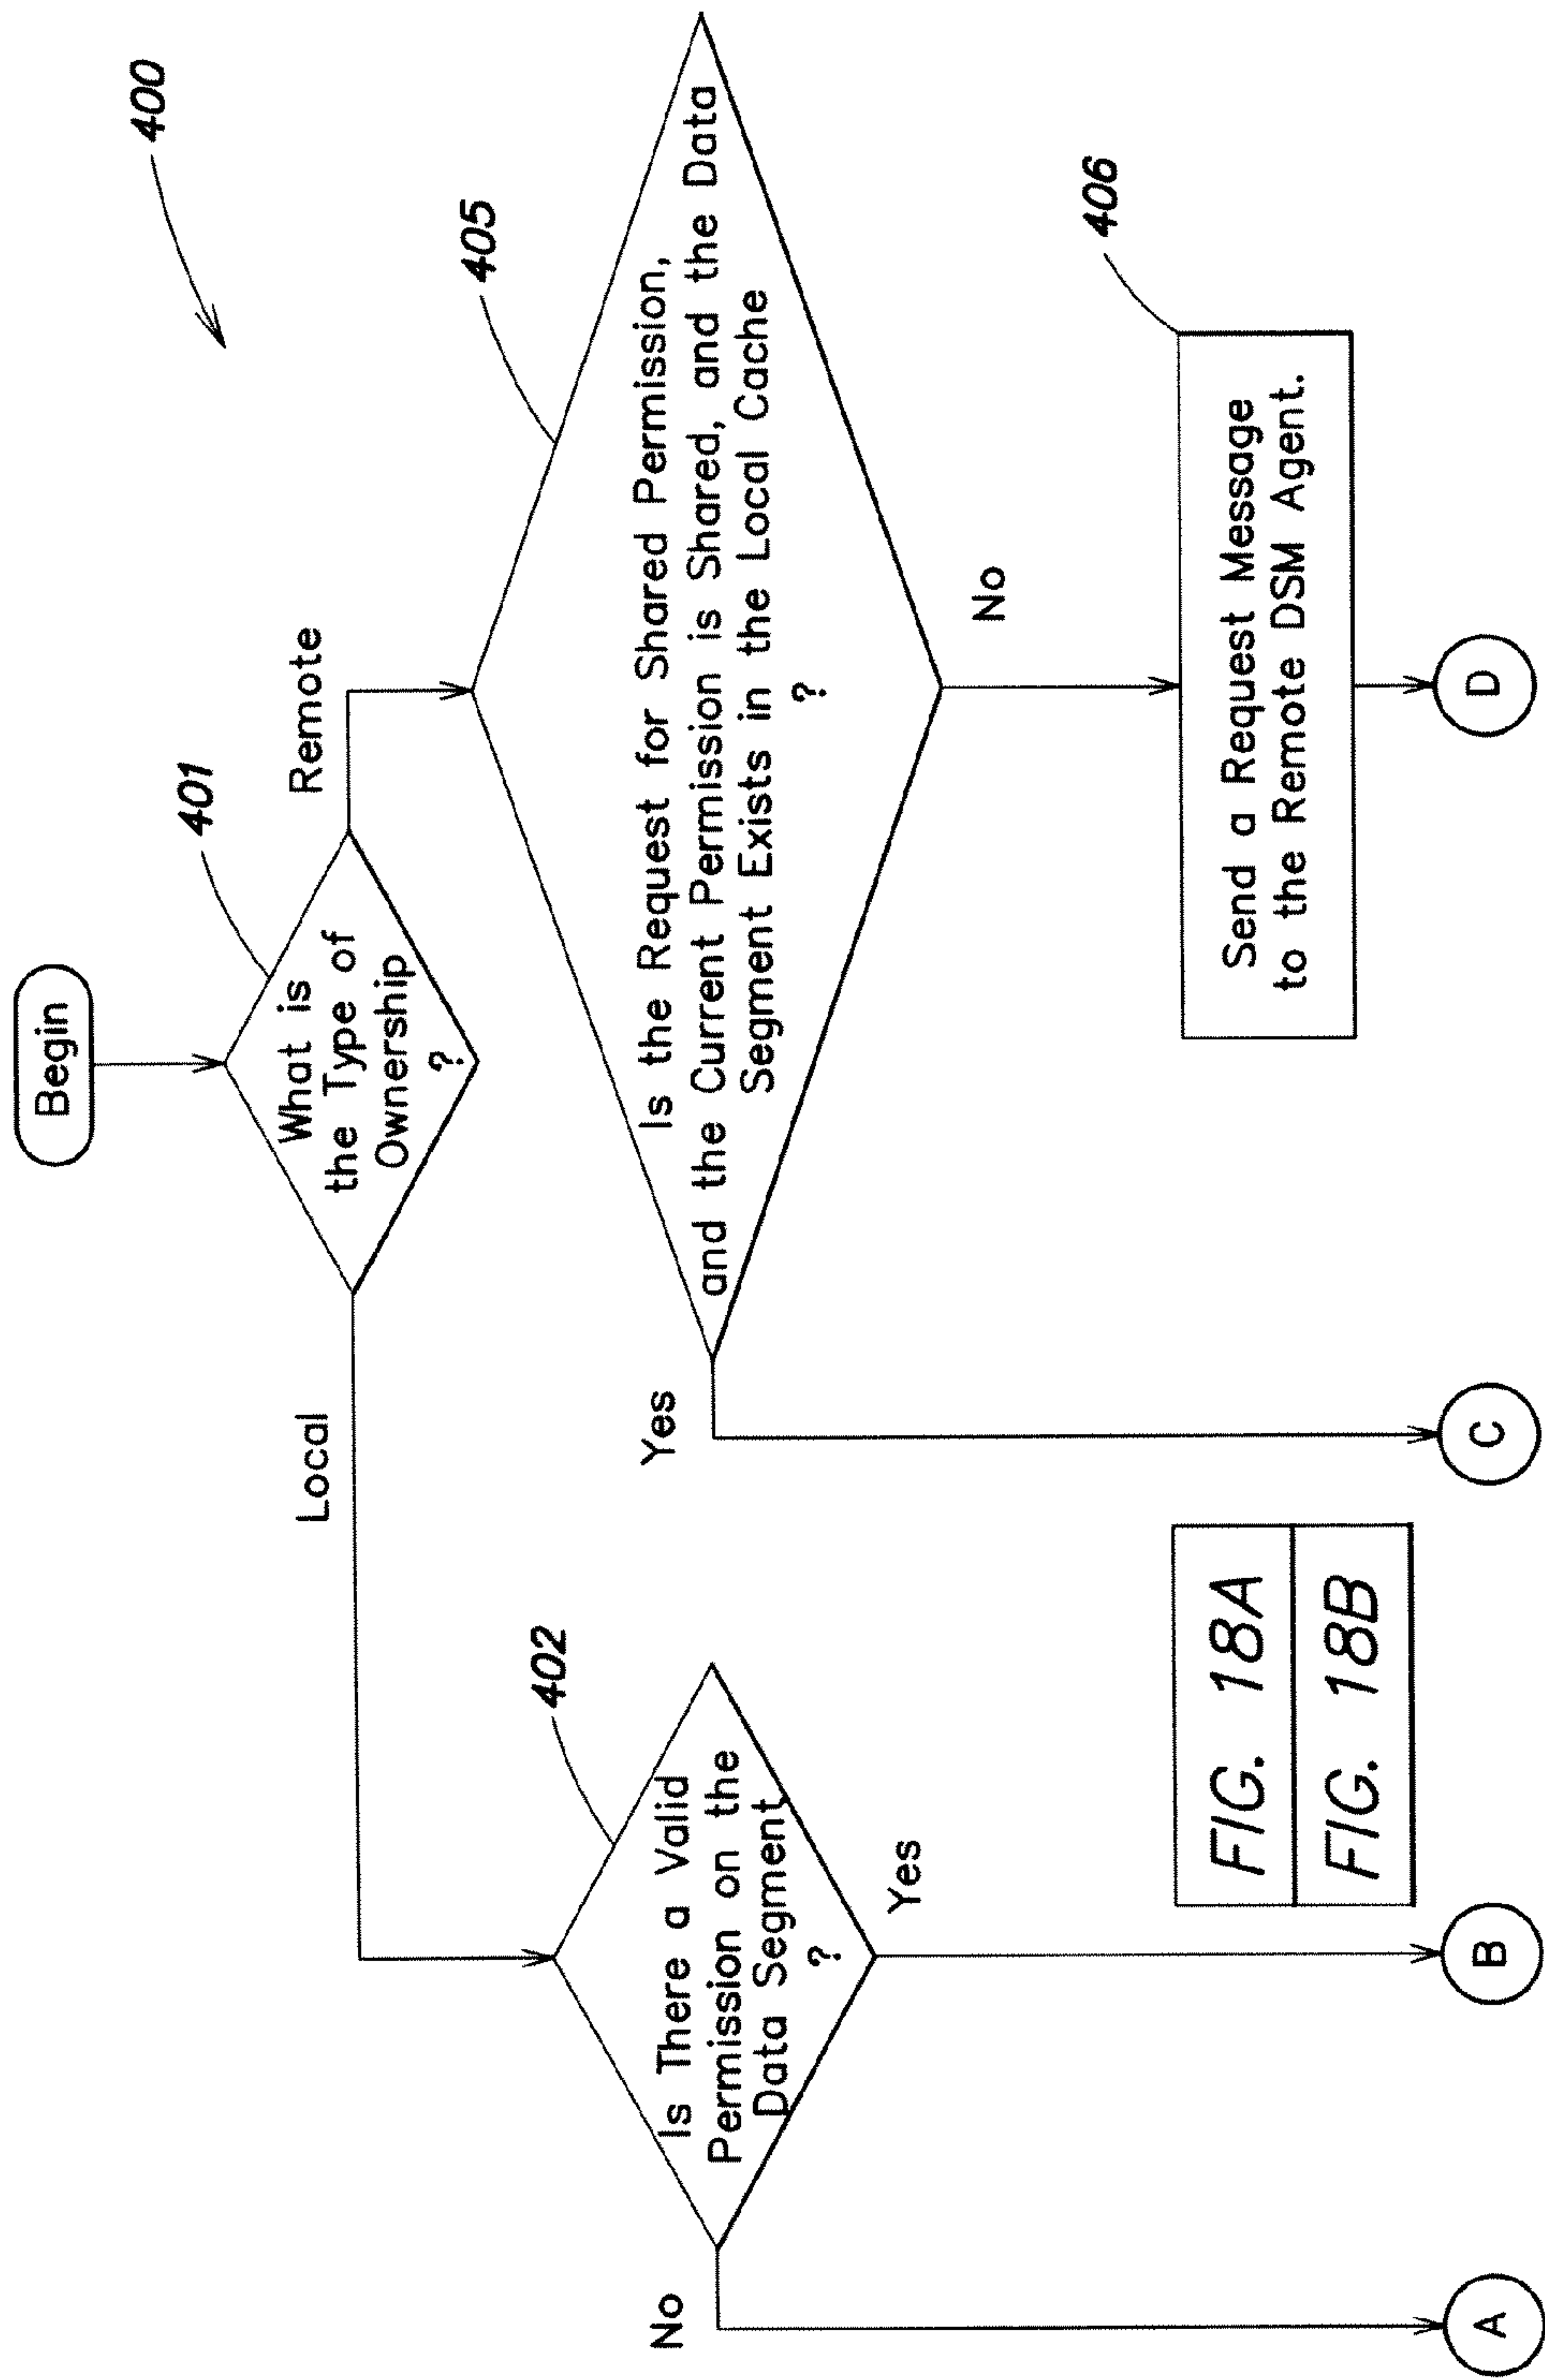 400
Begin
401
What is
the Type of
Ownership
?
Local
Remote
402
Is There a Valid
Permission on the
Data Segment
?
No
Yes
405
Is the Request for Shared Permission,
and the Current Permission is Shared, and the Data
Segment Exists in the Local Cache
?
Yes
No
406
Send a Request Message
to the Remote DSM Agent.
FIG. 18A
FIG. 18B
A
B
C
D